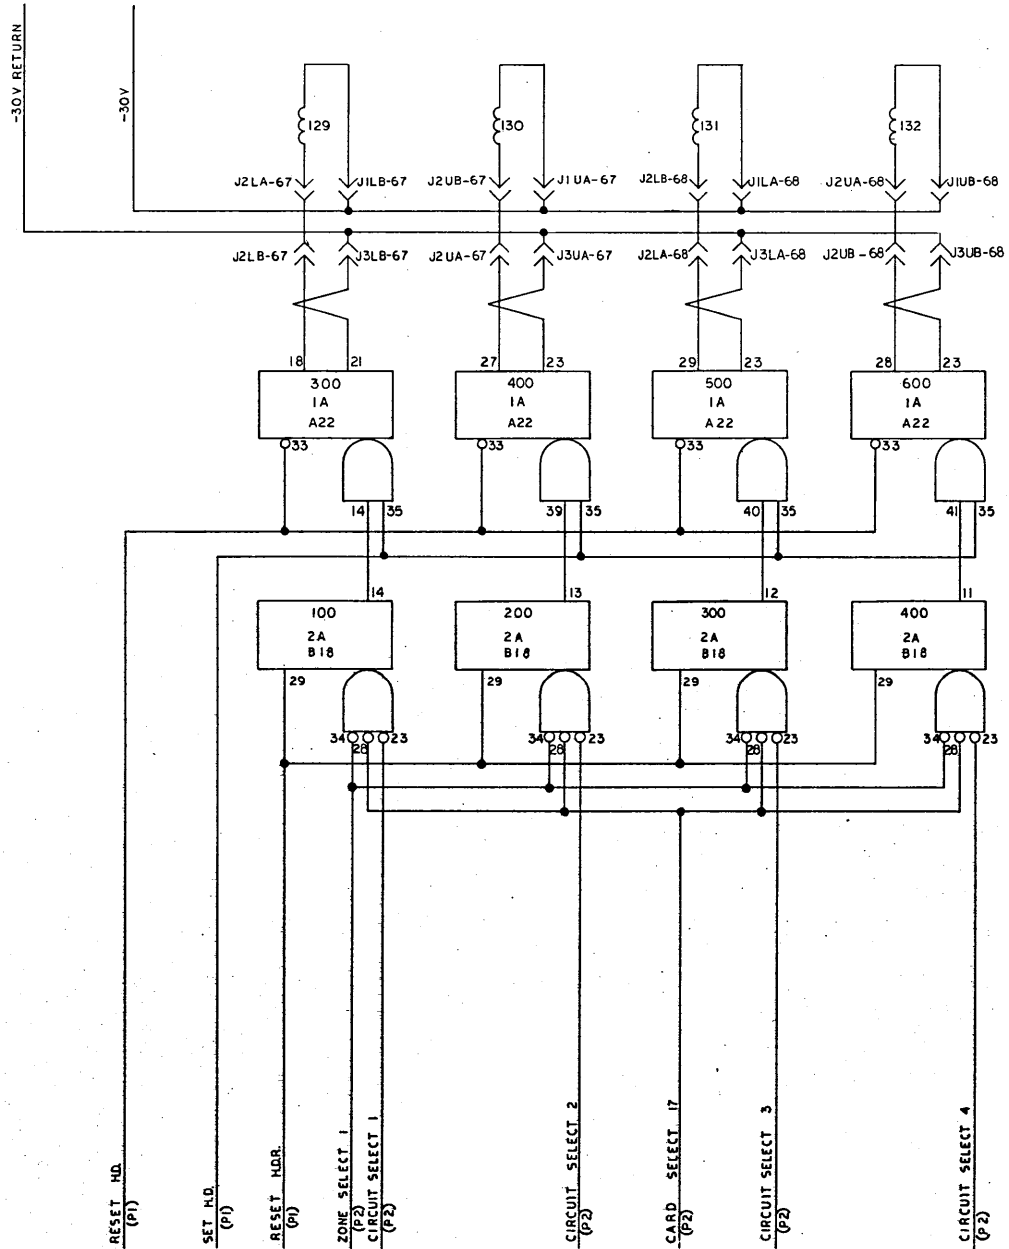 -30V RETURN
-30V
129
130
131
132
J2LA-67
J1LB-67
J2UB-67
J1UA-67
J2LB-68
J1LA-68
J2UA-68
J1UB-68
J2LB-67
J3LB-67
J2UA-67
J3UA-67
J2LA-68
J3LA-68
J2UB-68
J3UB-68
18
21
27
23
29
23
28
23
300
1A
A22
400
1A
A22
500
1A
A22
600
1A
A22
33
33
33
33
14
35
39
35
40
35
41
35
14
13
12
11
100
2A
B18
200
2A
B18
300
2A
B18
400
2A
B18
29
29
29
29
34
28
23
34
28
23
34
28
23
34
28
23
RESET H.D.
(P1)
SET H.D.
(P1)
RESET H.D.R.
(P1)
ZONE SELECT 1
(P2)
CIRCUIT SELECT 1
(P2)
CIRCUIT SELECT 2
(P2)
CARD SELECT 17
(P2)
CIRCUIT SELECT 3
(P2)
CIRCUIT SELECT 4
(P2)